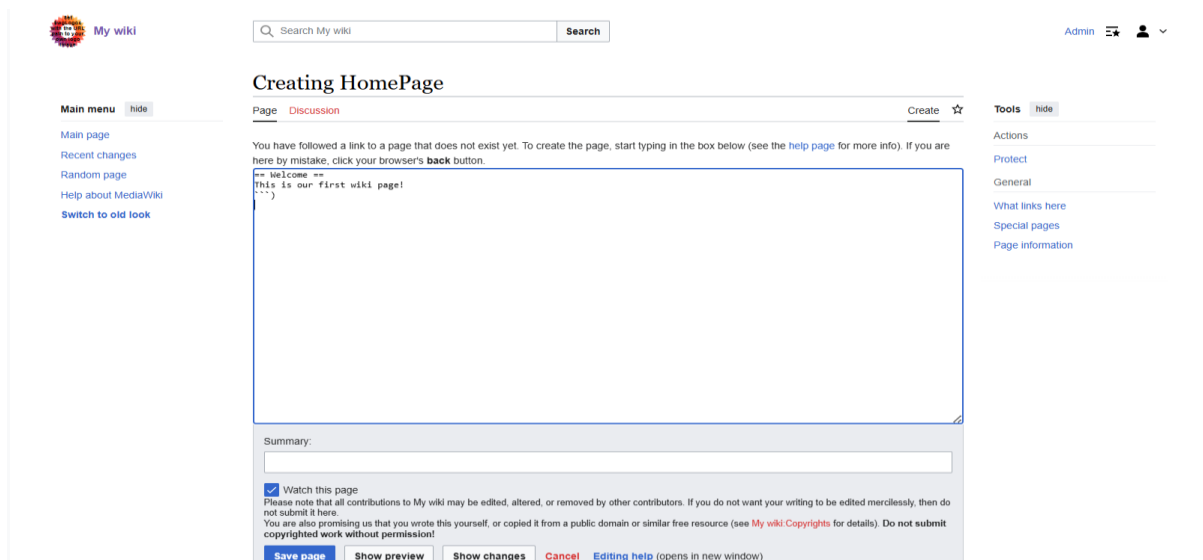 My wiki
Search My wiki
Search
Admin
Creating HomePage
Main menu hide
Page Discussion
Create
Tools hide
Main page
Recent changes
Random page
Help about MediaWiki
Switch to old look
You have followed a link to a page that does not exist yet. To create the page, start typing in the box below (see the help page for more info). If you are
here by mistake, click your browser's back button.
== Welcome ==
This is our first wiki page!
```)
Actions
Protect
General
What links here
Special pages
Page information
Summary:
Watch this page
Please note that all contributions to My wiki may be edited, altered, or removed by other contributors. If you do not want your writing to be edited mercilessly, then do
not submit it here.
You are also promising us that you wrote this yourself, or copied it from a public domain or similar free resource (see My wiki:Copyrights for details). Do not submit
copyrighted work without permission!
Save page Show preview Show changes Cancel Editing help (opens in new window)